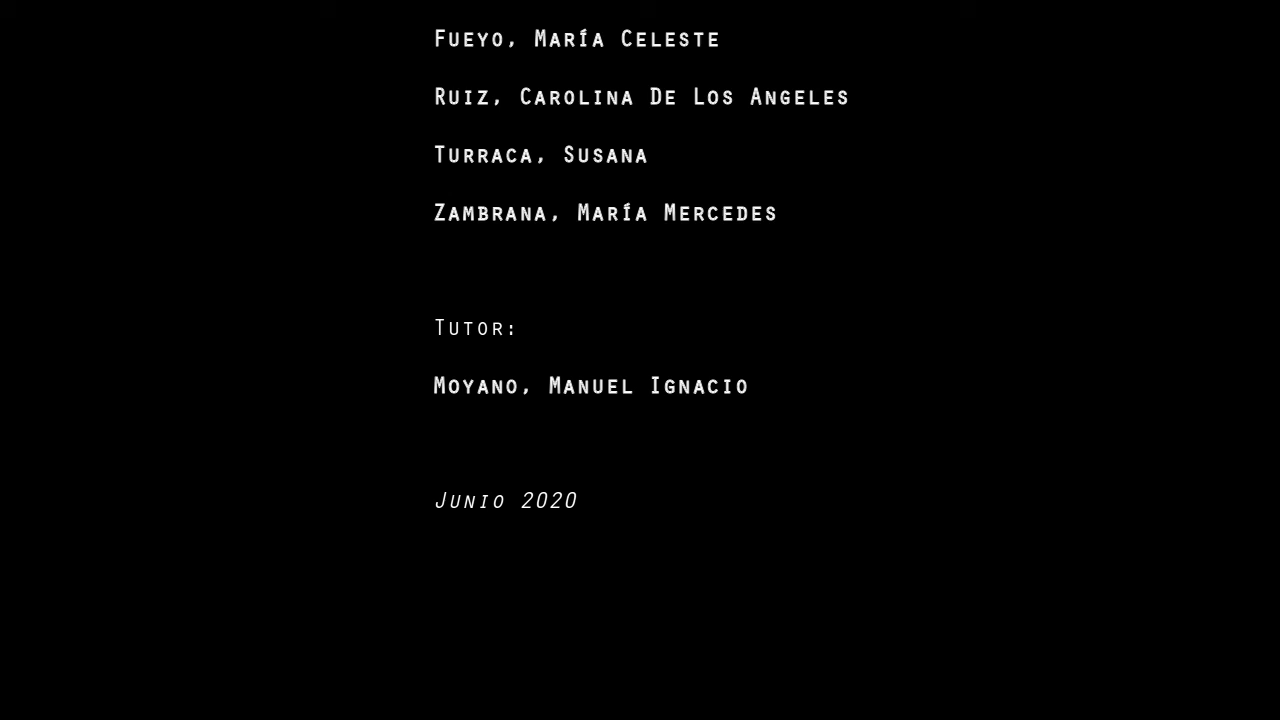 Fueyo, María Celeste
Ruiz, Carolina De Los Angeles
Turraca, Susana
Zambrana, María Mercedes
Tutor:
Moyano, Manuel Ignacio
Junio 2020